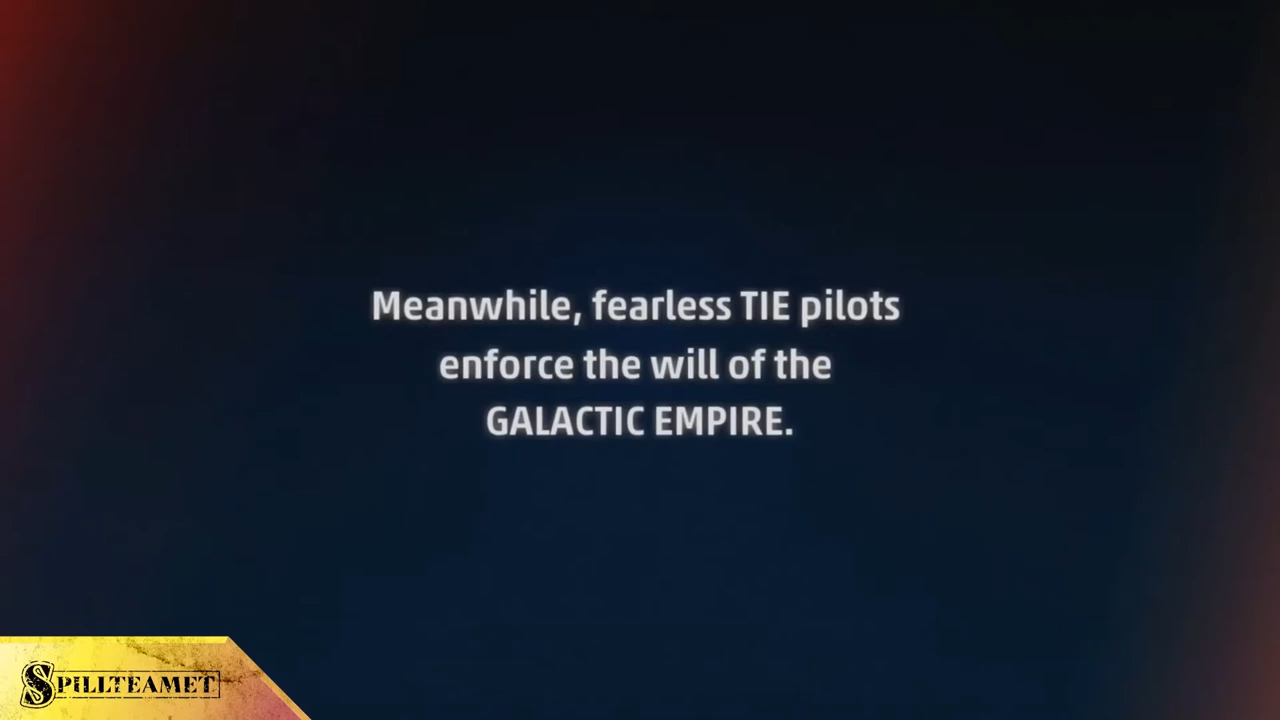 Meanwhile, fearless TIE pilots
enforce the will of the
GALACTIC EMPIRE.
SPILLTEAMET